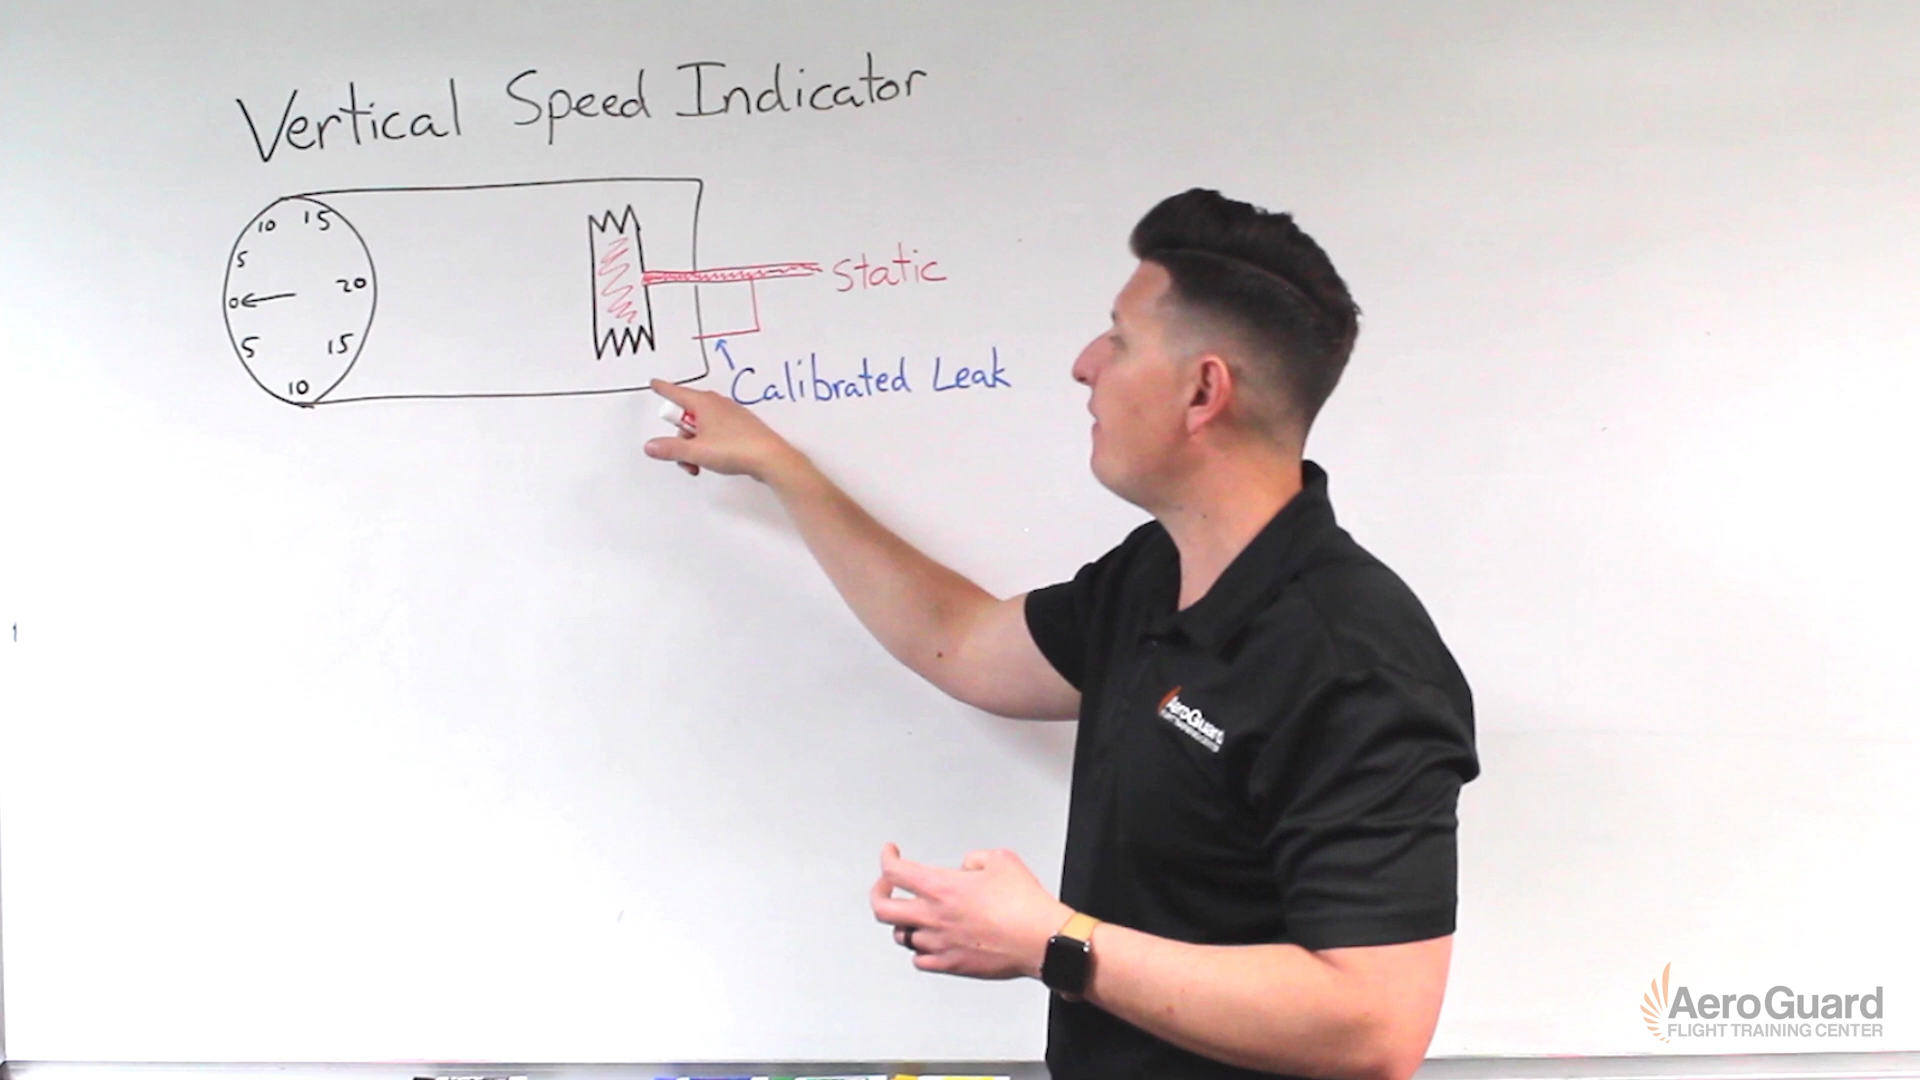 Vertical Speed Indicator
10 15
5
0 20
5 15
10
Static
Calibrated Leak
AeroGuard
AeroGuard
FLIGHT TRAINING CENTER